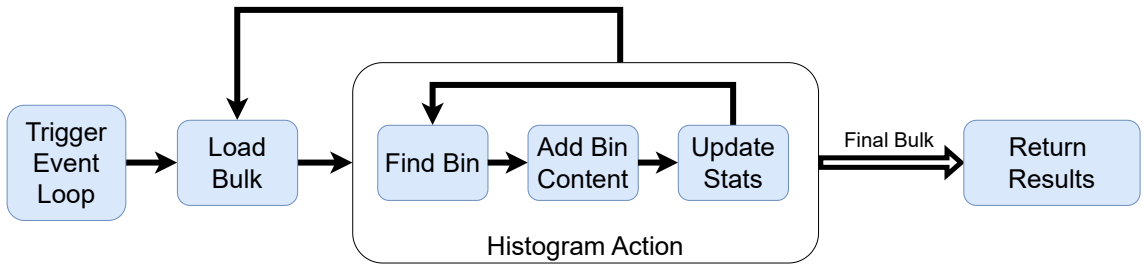 Trigger
Event
Loop
Load
Bulk
Find Bin
Add Bin
Content
Update
Stats
Histogram Action
Final Bulk
Return
Results